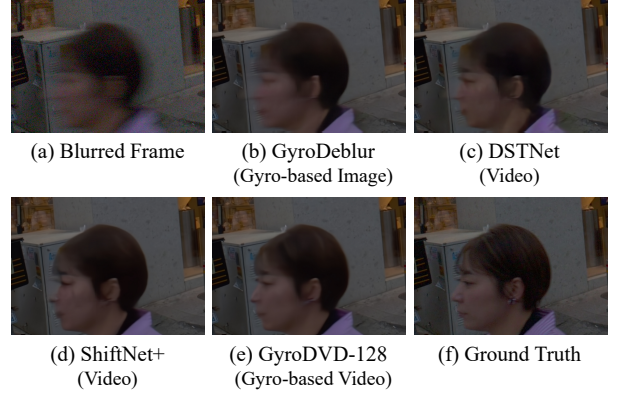 (a) Blurred Frame
(b) GyroDeblur
(Gyro-based Image)
(c) DSTNet
(Video)
(d) ShiftNet+
(Video)
(e) GyroDVD-128
(Gyro-based Video)
(f) Ground Truth